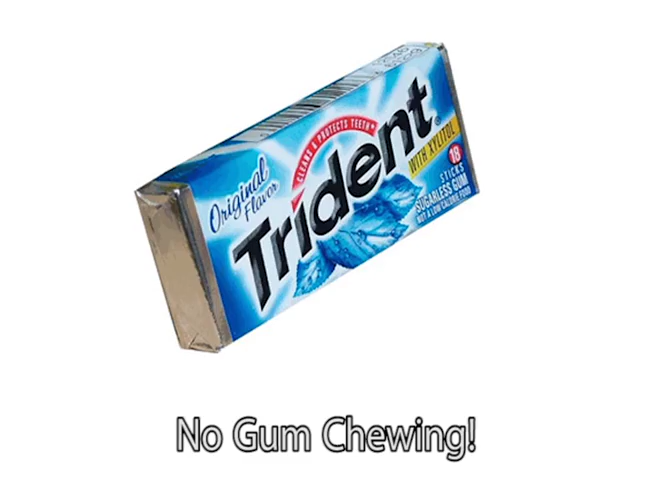 CLEANS & PROTECTS TEETH*
Original
Flavor
Trident
WITH XYLITOL
18
STICKS
SUGARLESS GUM
NOT A LOW CALORIE FOOD
No Gum Chewing!